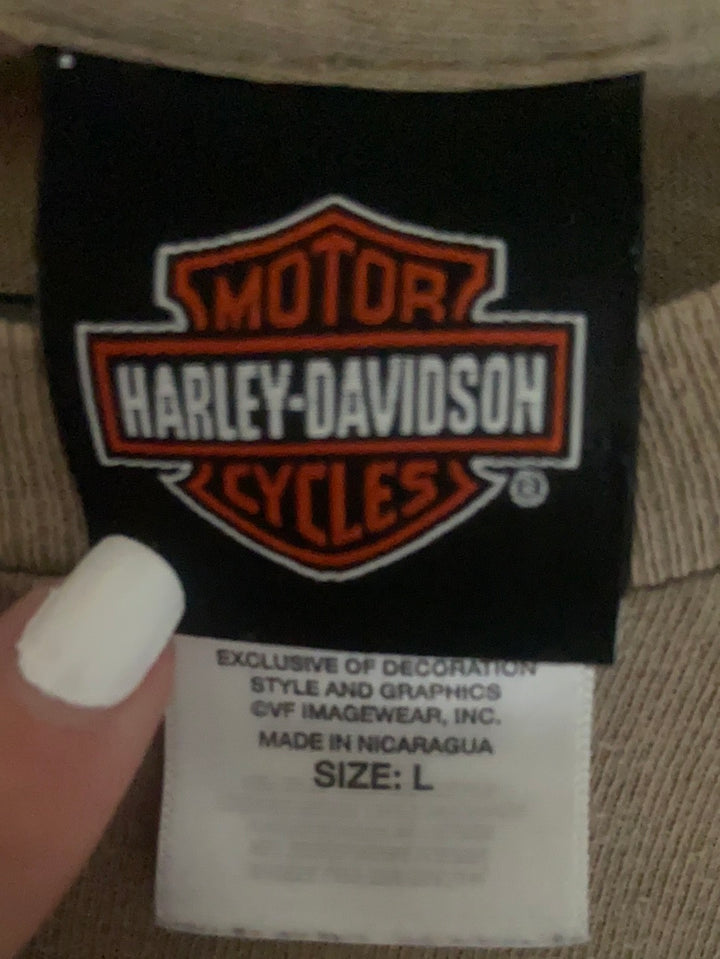 MOTOR
HARLEY-DAVIDSON
CYCLES
®
EXCLUSIVE OF DECORATION
STYLE AND GRAPHICS
©VF IMAGEWEAR, INC.
MADE IN NICARAGUA
SIZE: L